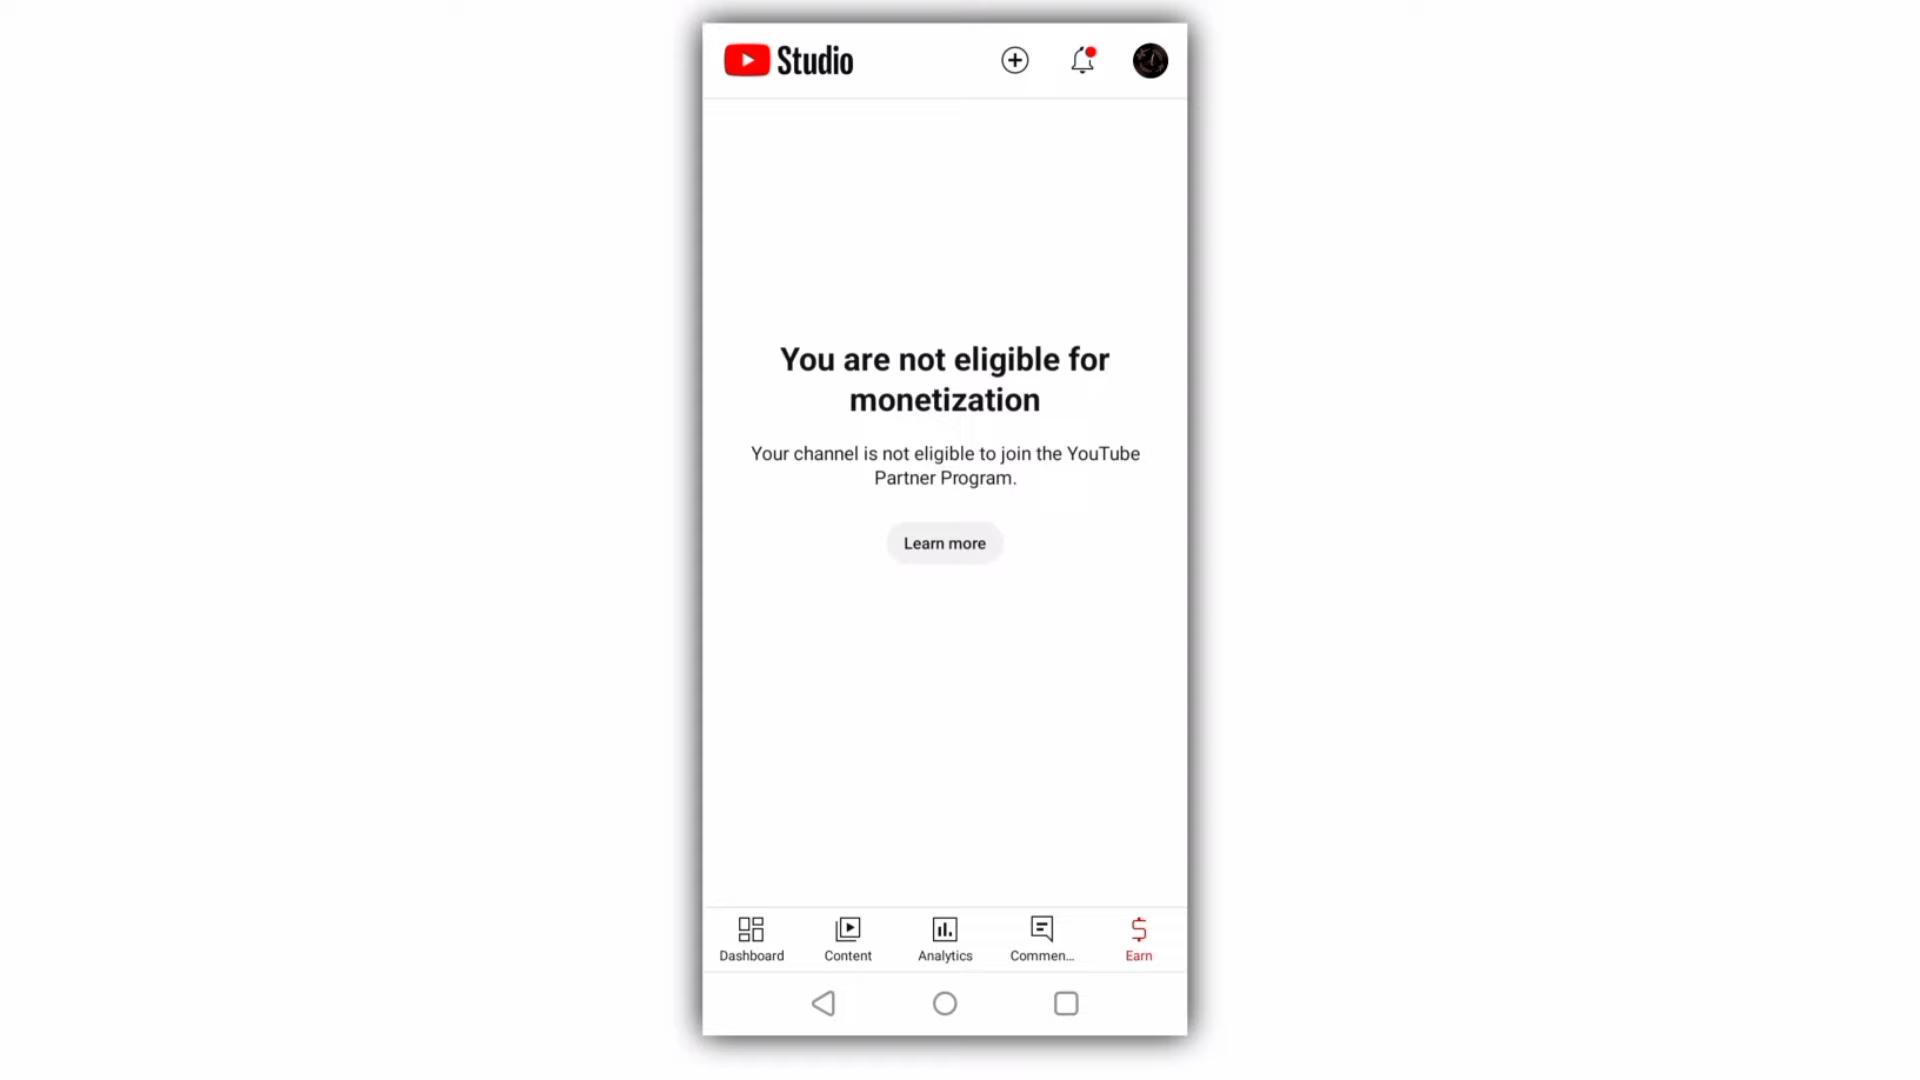 Studio
You are not eligible for
monetization
Your channel is not eligible to join the YouTube
Partner Program.
Learn more
Dashboard
Content
Analytics
Commen...
Earn